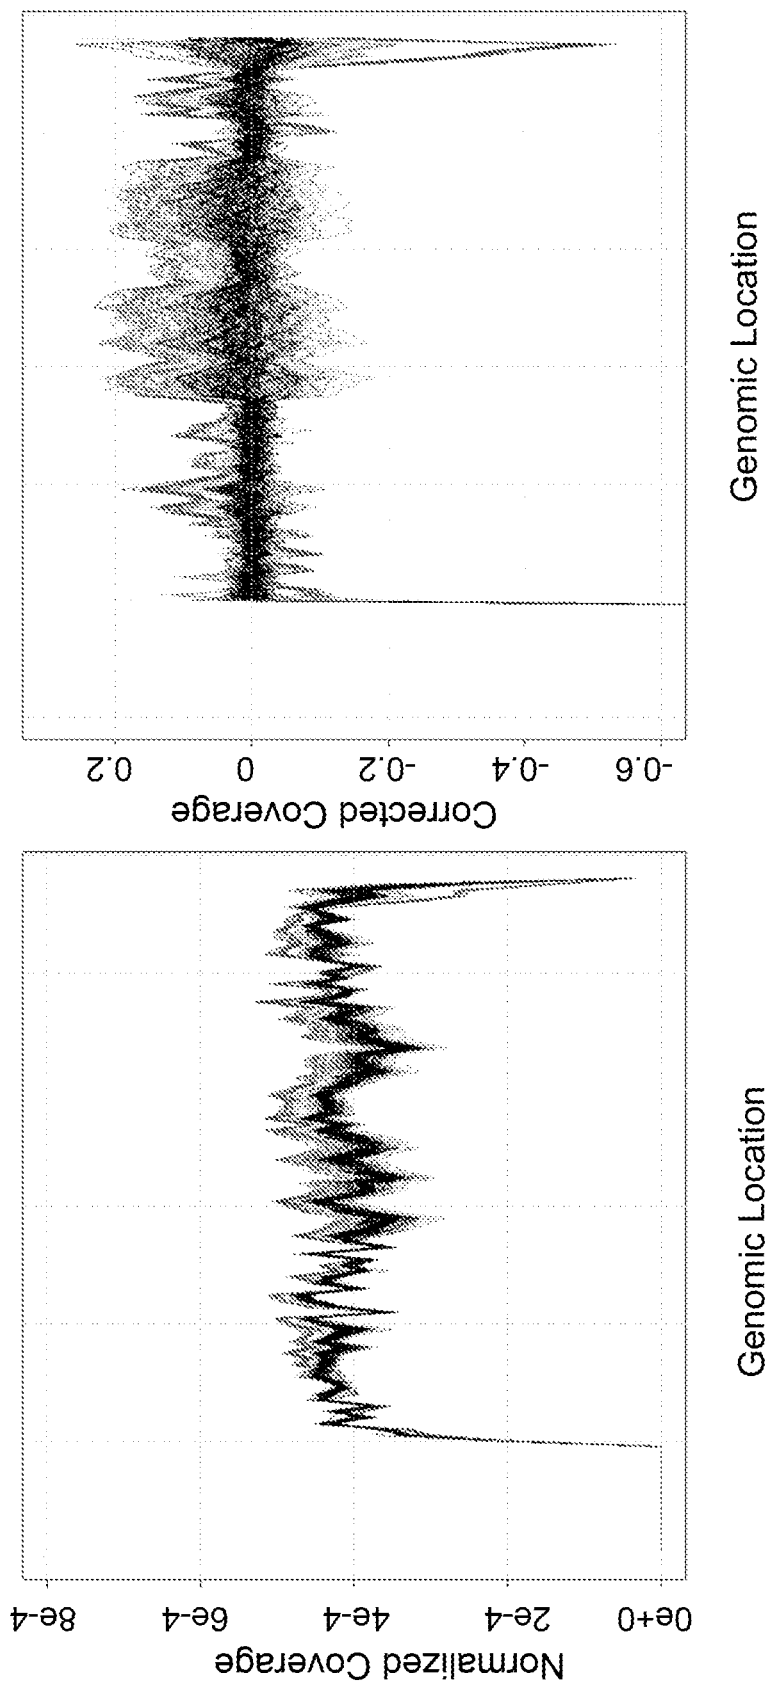 Corrected Coverage
0.2
0
-0.2
-0.4
-0.6
Genomic Location
Normalized Coverage
8e-4
6e-4
4e-4
2e-4
0e+0
Genomic Location